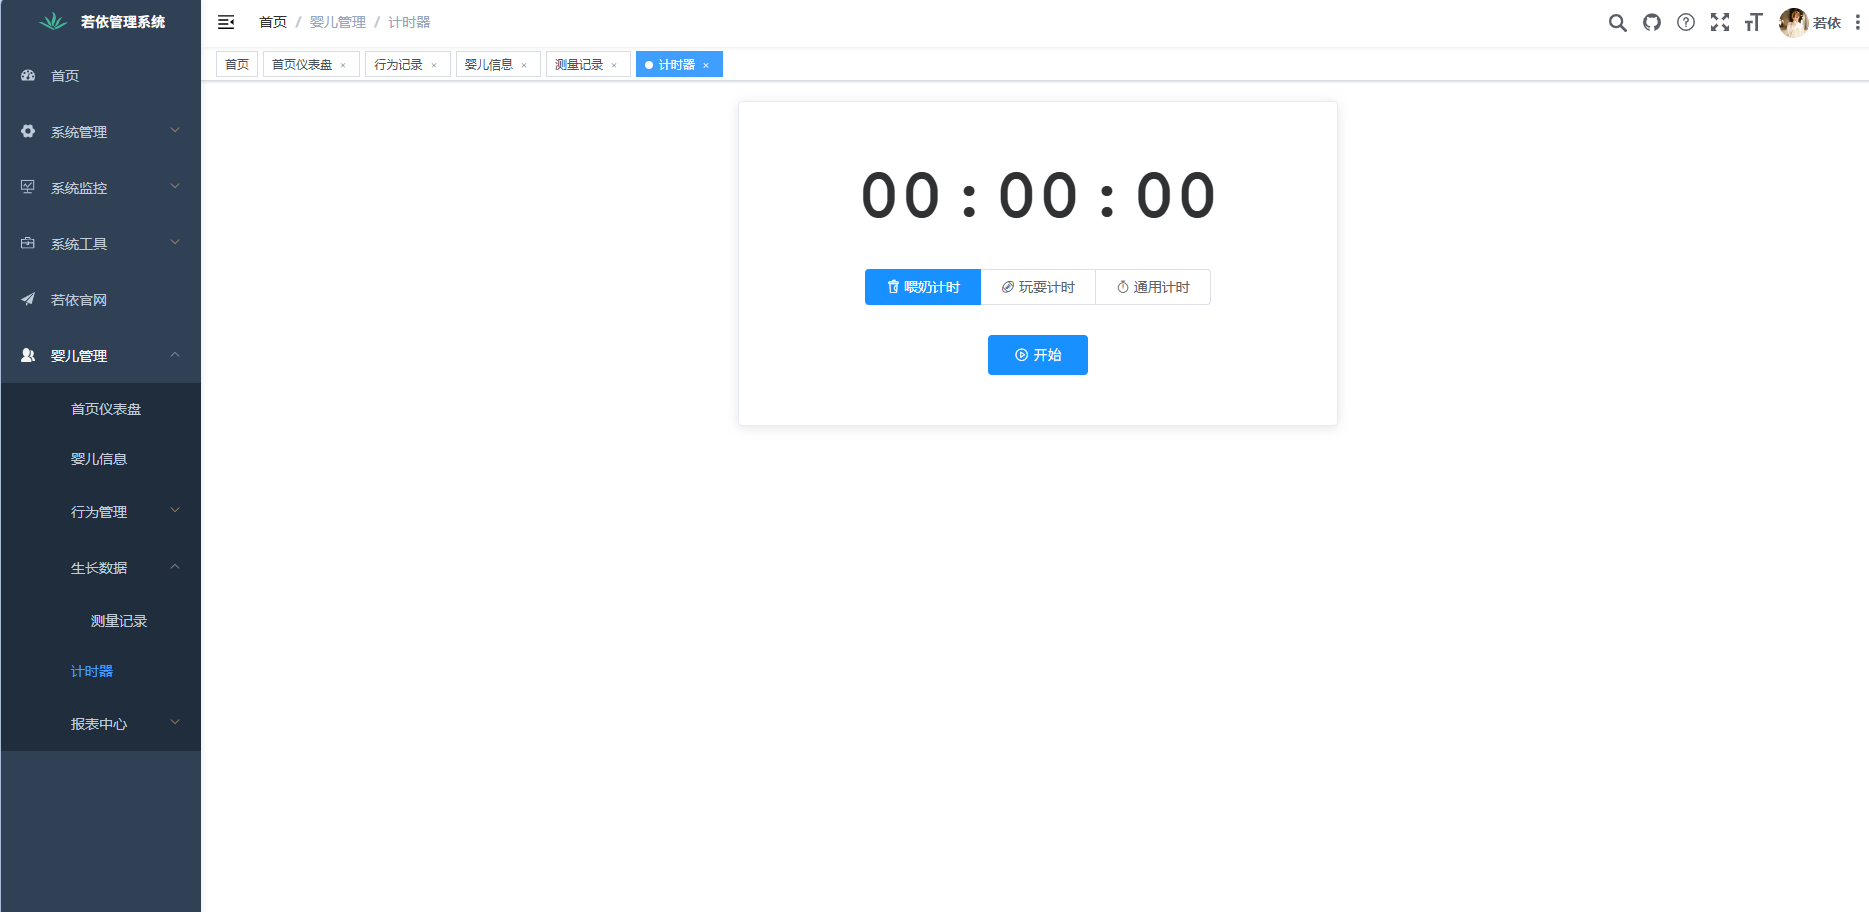 若依管理系统
首页
系统管理
系统监控
系统工具
若依官网
婴儿管理
首页仪表盘
婴儿信息
行为管理
生长数据
测量记录
计时器
报表中心
首页 / 婴儿管理 / 计时器
若依
首页 首页仪表盘 × 行为记录 × 婴儿信息 × 测量记录 × 计时器 ×
00:00:00
喂奶计时 玩耍计时 通用计时
开始